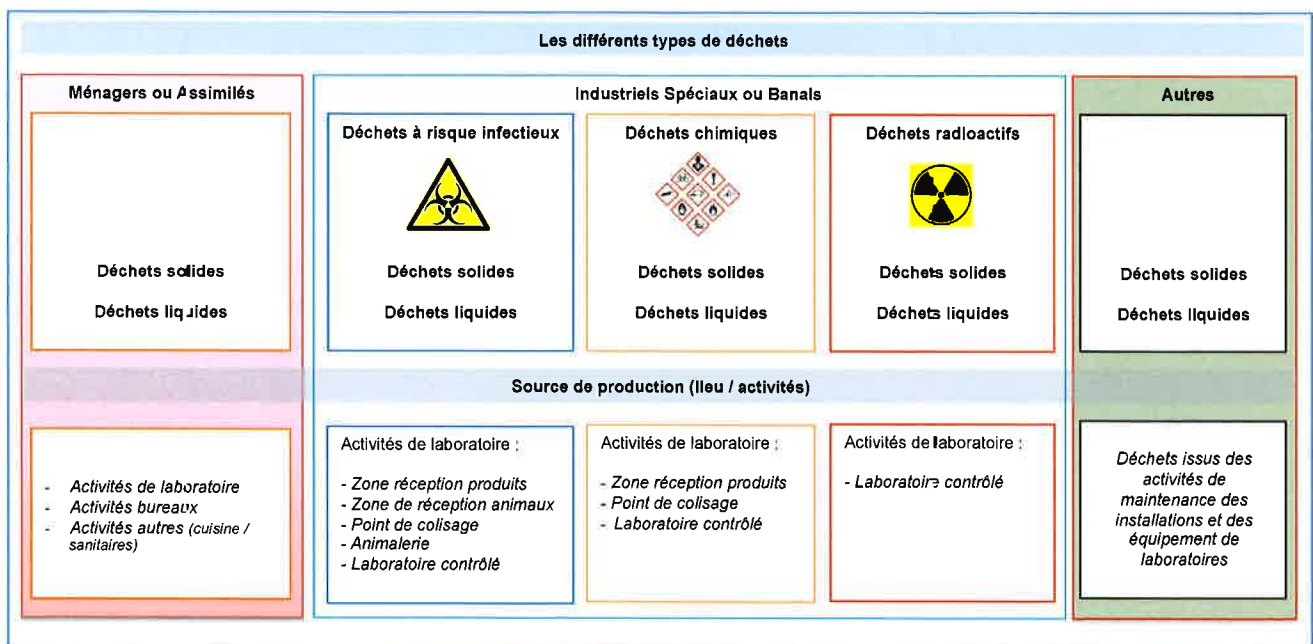 Les différents types de déchets
Ménagers ou Assimilés
Déchets solides
Déchets liquides
Industriels Spéciaux ou Banals
Déchets à risque infectieux
Déchets solides
Déchets liquides
Déchets chimiques
Déchets solides
Déchets liquides
Déchets radioactifs
Déchets solides
Déchets liquides
Autres
Déchets solides
Déchets liquides
Source de production (lieu / activités)
- Activités de laboratoire
- Activités bureaux
- Activités autres (cuisine /
sanitaires)
Activités de laboratoire :
- Zone réception produits
- Zone de réception animaux
- Point de colisage
- Animalerie
- Laboratoire contrôlé
Activités de laboratoire :
- Zone réception produits
- Point de colisage
- Laboratoire contrôlé
Activités de laboratoire :
- Laboratoire contrôlé
Déchets issus des
activités de
maintenance des
installations et des
équipement de
laboratoires